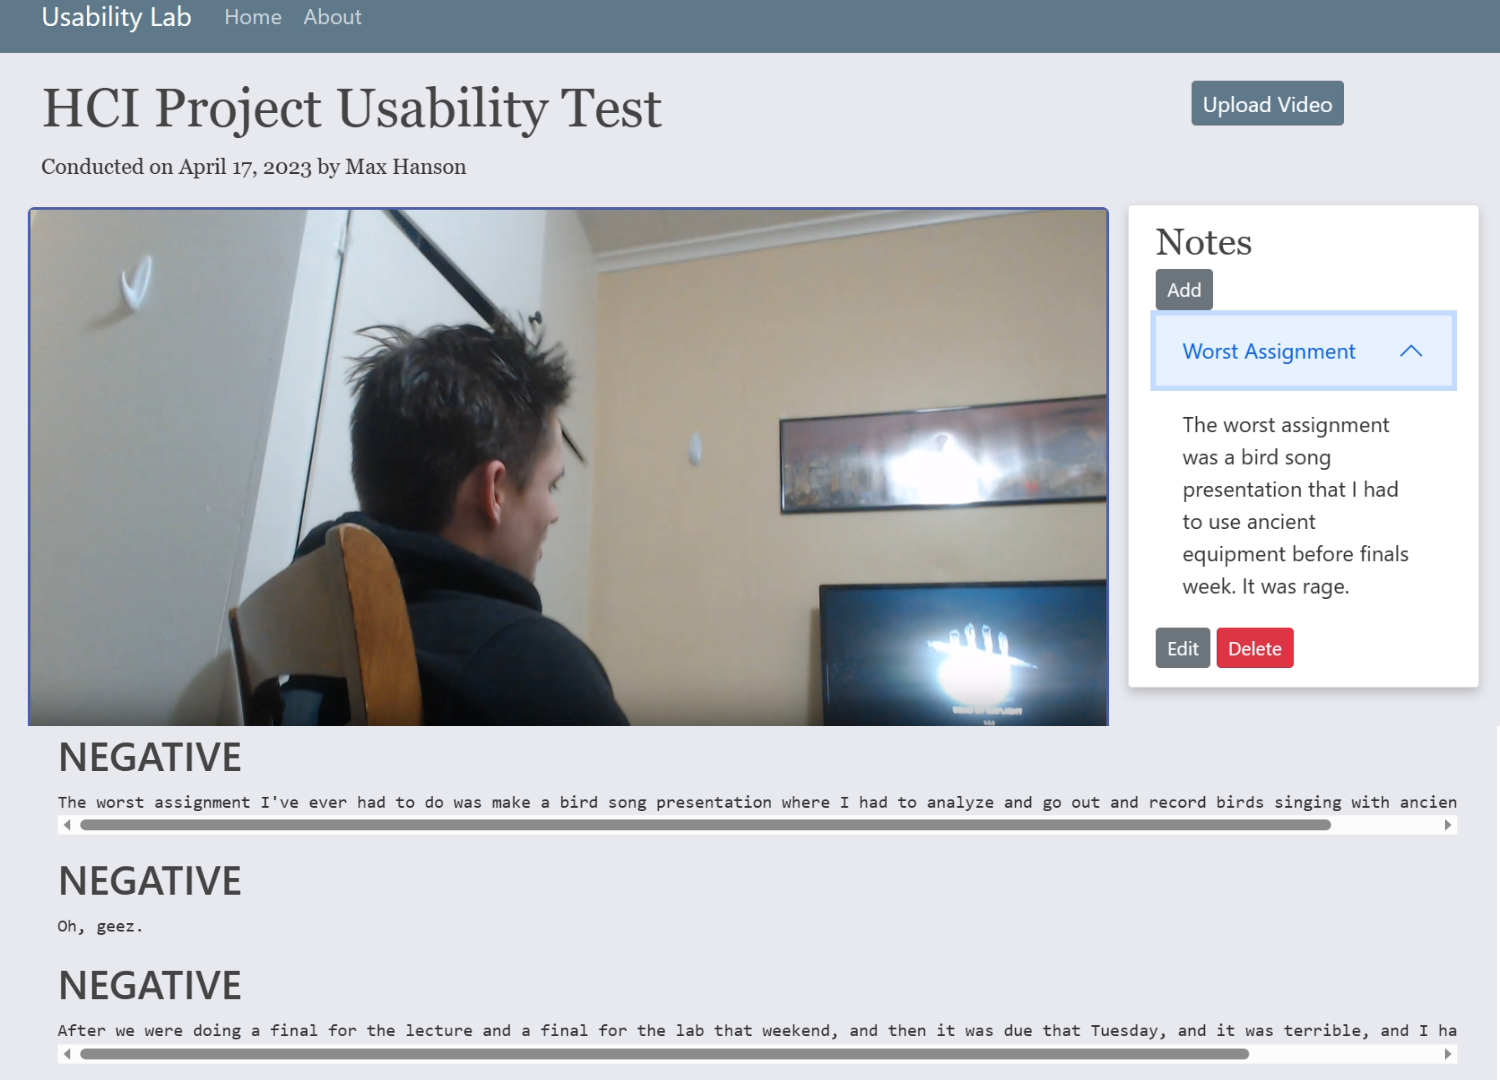 Usability Lab Home About
HCI Project Usability Test
Upload Video
Conducted on April 17, 2023 by Max Hanson
Notes
Add
Worst Assignment
The worst assignment
was a bird song
presentation that I had
to use ancient
equipment before finals
week. It was rage.
Edit Delete
NEGATIVE
The worst assignment I've ever had to do was make a bird song presentation where I had to analyze and go out and record birds singing with ancien
NEGATIVE
Oh, geez.
NEGATIVE
After we were doing a final for the lecture and a final for the lab that weekend, and then it was due that Tuesday, and it was terrible, and I ha